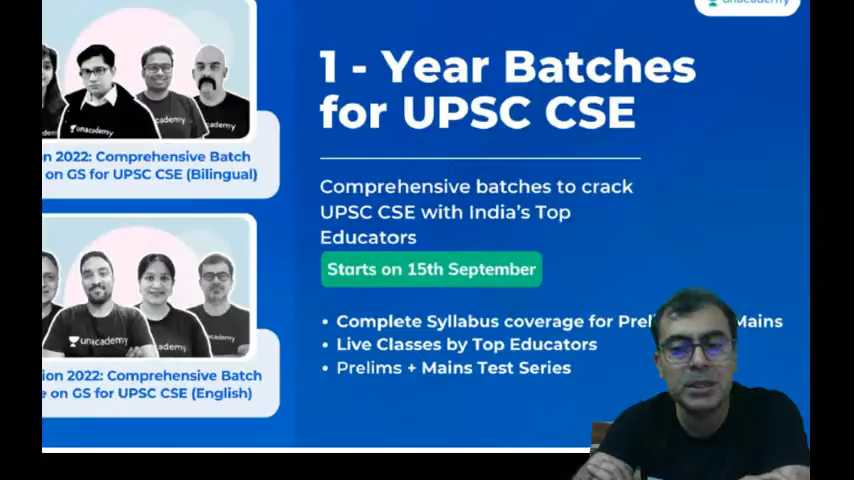 unacademy
1 - Year Batches
for UPSC CSE
unacademy
n 2022: Comprehensive Batch
on GS for UPSC CSE (Bilingual)
Comprehensive batches to crack
UPSC CSE with India's Top
Educators
Starts on 15th September
unacademy
ion 2022: Comprehensive Batch
e on GS for UPSC CSE (English)
• Complete Syllabus coverage for Preli Mains
• Live Classes by Top Educators
• Prelims + Mains Test Series